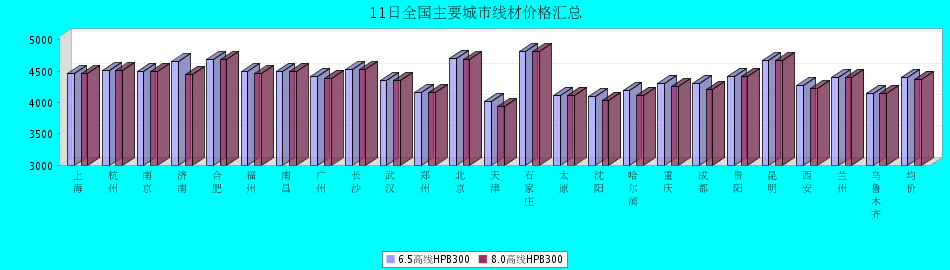 11日全国主要城市线材价格汇总
5000
4500
4000
3500
3000
上海
杭州
南京
济南
合肥
福州
南昌
广州
长沙
武汉
郑州
北京
天津
石家庄
太原
沈阳
哈尔滨
重庆
成都
贵阳
昆明
西安
兰州
乌鲁木齐
均价
6.5高线HPB300
8.0高线HPB300